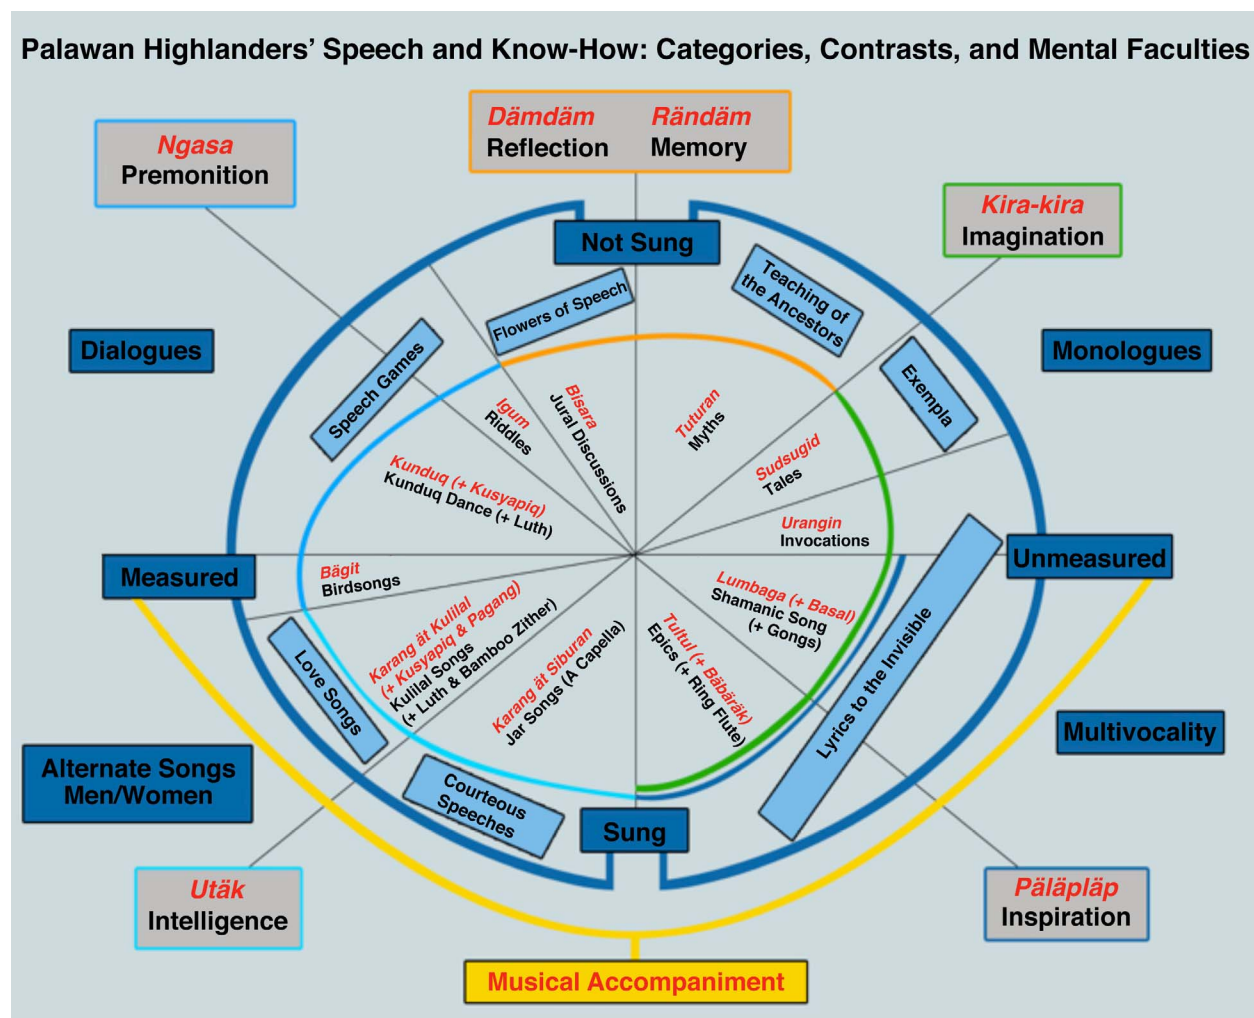 Palawan Highlanders’ Speech and Know-How: Categories, Contrasts, and Mental Faculties
Ngasa
Premonition
Dämdäm Rändäm
Reflection Memory
Kira-kira
Imagination
Not Sung
Dialogues
Monologues
Speech Games
Flowers of Speech
Teaching of
the Ancestors
Exempla
Igum
Riddles
Bisara
Jural Discussions
Tuturan
Myths
Sudsugid
Tales
Kunduq (+ Kusyapiq)
Kunduq Dance (+ Luth)
Urangin
Invocations
Measured
Unmeasured
Bägit
Birdsongs
Lumbaga (+ Basal)
Shamanic Song
(+ Gongs)
Karang ät Kulilal
(+ Kusyapiq & Pagang)
Kulilal Songs
(+ Luth & Bamboo Zither)
Karang ät Siburan
Jar Songs (A Capella)
Tultul (+ Bäbäräk)
Epics (+ Ring Flute)
Love Songs
Lyrics to the Invisible
Courteous
Speeches
Alternate Songs
Men/Women
Multivocality
Sung
Utäk
Intelligence
Päläpläp
Inspiration
Musical Accompaniment